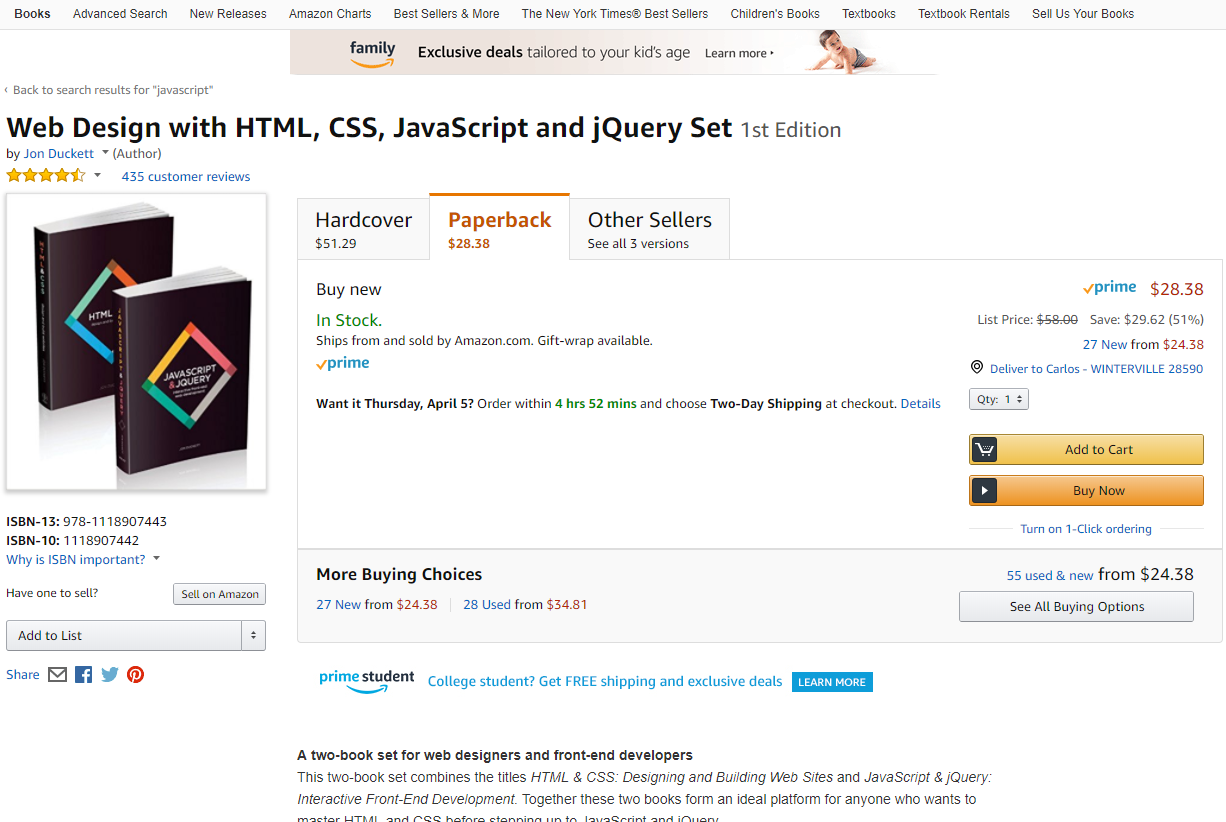 Books Advanced Search New Releases Amazon Charts Best Sellers & More The New York Times® Best Sellers Children's Books Textbooks Textbook Rentals Sell Us Your Books
family Exclusive deals tailored to your kid's age Learn more ▸
‹ Back to search results for "javascript"
Web Design with HTML, CSS, JavaScript and jQuery Set 1st Edition
by Jon Duckett (Author)
435 customer reviews
HTML
JAVASCRIPT
& JQUERY
ISBN-13: 978-1118907443
ISBN-10: 1118907442
Why is ISBN important?
Have one to sell? Sell on Amazon
Add to List
Share
Hardcover Paperback Other Sellers
$51.29 $28.38 See all 3 versions
Buy new
In Stock.
Ships from and sold by Amazon.com. Gift-wrap available.
prime
Want it Thursday, April 5? Order within 4 hrs 52 mins and choose Two-Day Shipping at checkout. Details
prime $28.38
List Price: $58.00 Save: $29.62 (51%)
27 New from $24.38
Deliver to Carlos - WINTERVILLE 28590
Qty: 1
Add to Cart
Buy Now
Turn on 1-Click ordering
More Buying Choices
27 New from $24.38 28 Used from $34.81
55 used & new from $24.38
See All Buying Options
prime student College student? Get FREE shipping and exclusive deals LEARN MORE
A two-book set for web designers and front-end developers
This two-book set combines the titles HTML & CSS: Designing and Building Web Sites and JavaScript & jQuery:
Interactive Front-End Development. Together these two books form an ideal platform for anyone who wants to
master HTML and CSS before stepping up to JavaScript and jQuery.